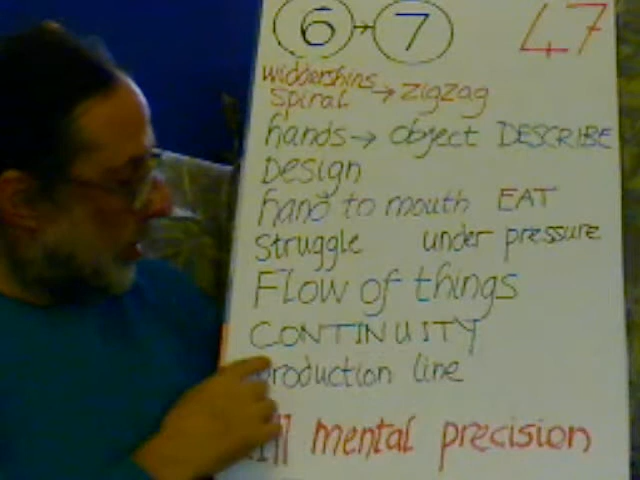 6 → 7 47
widdershins
spiral → zigzag
hands → object DESCRIBE
Design
hand to mouth EAT
struggle under pressure
Flow of things
CONTINUITY
production line
mental precision